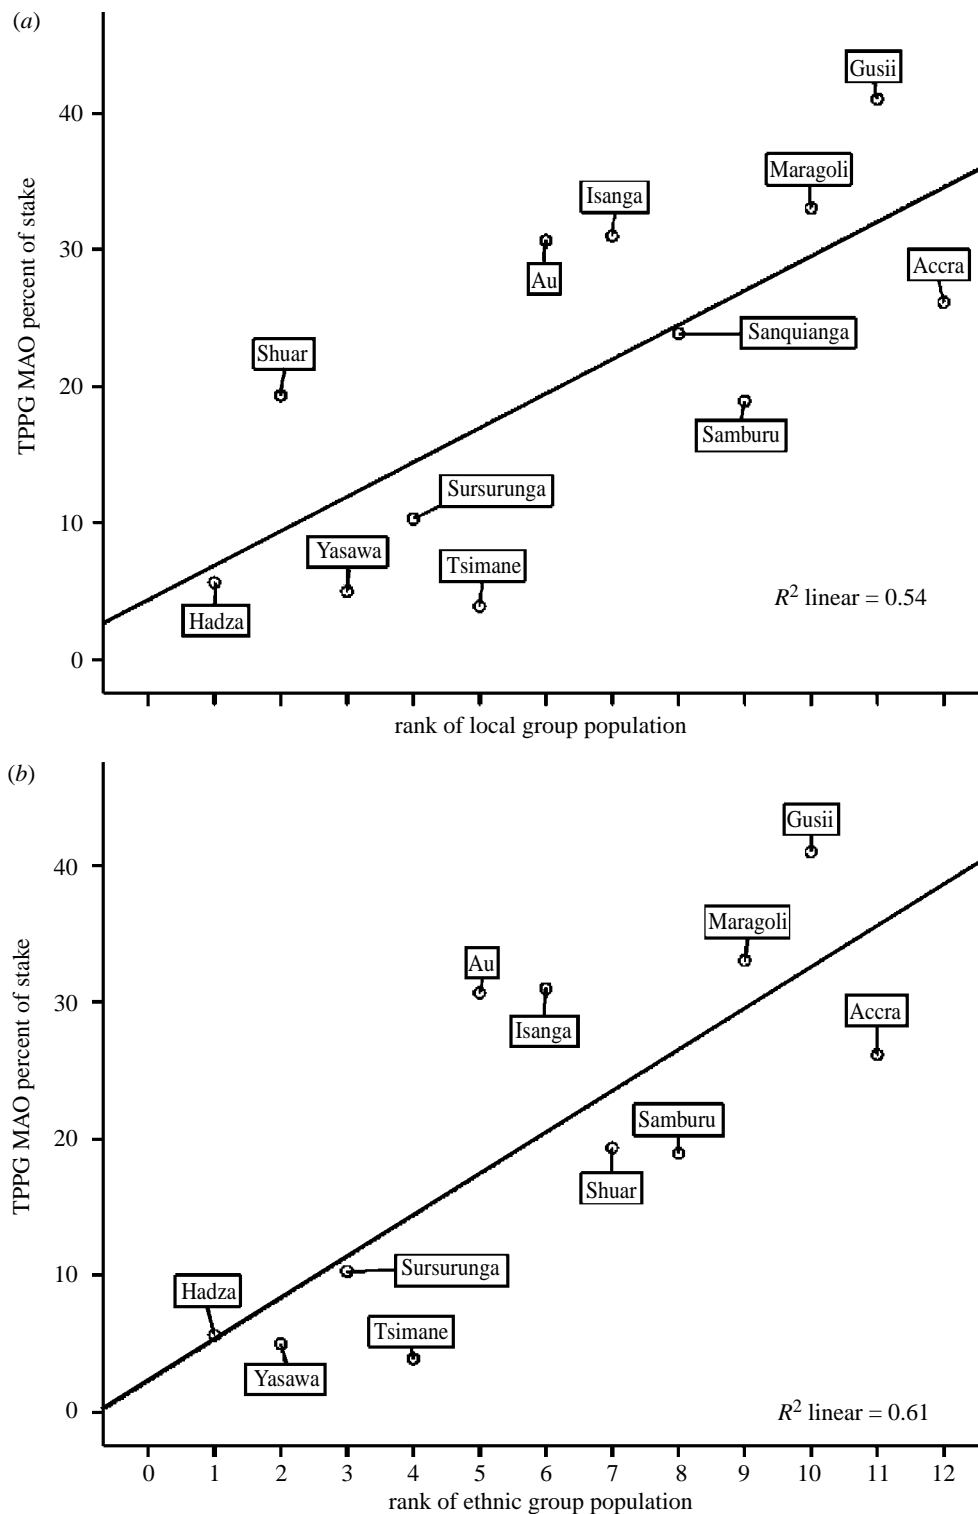 (a)
Gusii
40
Maragoli
Isanga
TPPG MAO percent of stake
30
Accra
Au
Sanquianga
Shuar
20
Samburu
Sursurunga
10
Yasawa
Tsimane
R² linear = 0.54
Hadza
0
rank of local group population
(b)
Gusii
40
Maragoli
Au
TPPG MAO percent of stake
30
Accra
Isanga
Samburu
20
Shuar
Sursurunga
10
Hadza
Tsimane
Yasawa
R² linear = 0.61
0
0 1 2 3 4 5 6 7 8 9 10 11 12
rank of ethnic group population